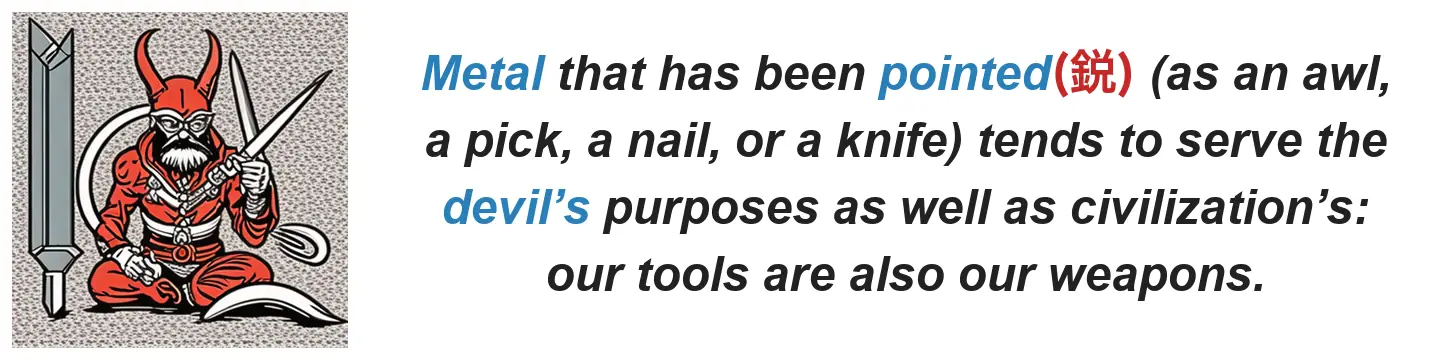 Metal that has been pointed(鋭) (as an awl,
a pick, a nail, or a knife) tends to serve the
devil’s purposes as well as civilization’s:
our tools are also our weapons.